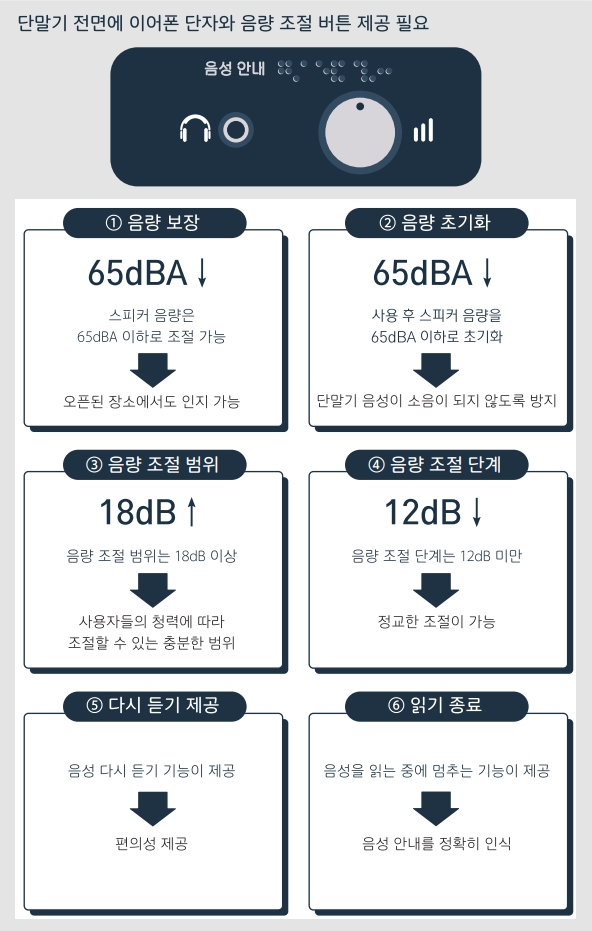 단말기 전면에 이어폰 단자와 음량 조절 버튼 제공 필요
음성 안내
① 음량 보장
65dBA ↓
스피커 음량은
65dBA 이하로 조절 가능
오픈된 장소에서도 인지 가능
② 음량 초기화
65dBA ↓
사용 후 스피커 음량을
65dBA 이하로 초기화
단말기 음성이 소음이 되지 않도록 방지
③ 음량 조절 범위
18dB ↑
음량 조절 범위는 18dB 이상
사용자들의 청력에 따라
조절할 수 있는 충분한 범위
④ 음량 조절 단계
12dB ↓
음량 조절 단계는 12dB 미만
정교한 조절이 가능
⑤ 다시 듣기 제공
음성 다시 듣기 기능이 제공
편의성 제공
⑥ 읽기 종료
음성을 읽는 중에 멈추는 기능이 제공
음성 안내를 정확히 인식